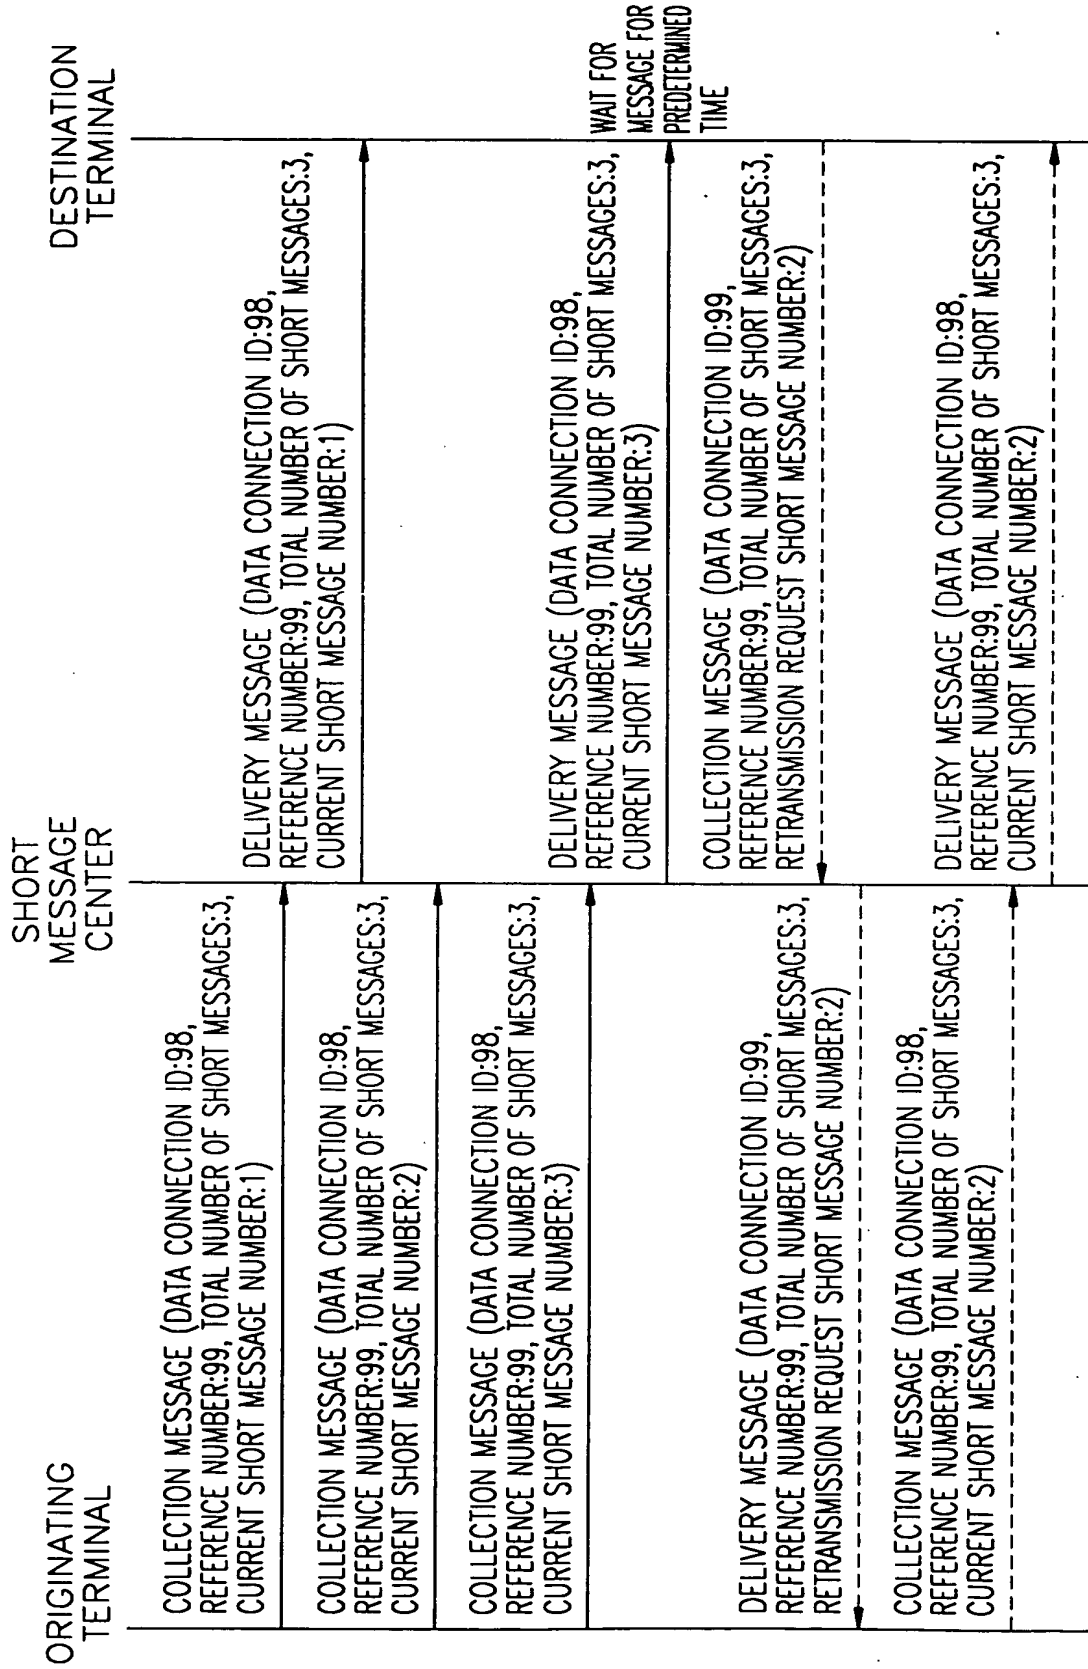 ORIGINATING
TERMINAL
SHORT
MESSAGE
CENTER
DESTINATION
TERMINAL
COLLECTION MESSAGE (DATA CONNECTION ID:98,
REFERENCE NUMBER:99, TOTAL NUMBER OF SHORT MESSAGES:3,
CURRENT SHORT MESSAGE NUMBER:1)
DELIVERY MESSAGE (DATA CONNECTION ID:98,
REFERENCE NUMBER:99, TOTAL NUMBER OF SHORT MESSAGES:3,
CURRENT SHORT MESSAGE NUMBER:1)
COLLECTION MESSAGE (DATA CONNECTION ID:98,
REFERENCE NUMBER:99, TOTAL NUMBER OF SHORT MESSAGES:3,
CURRENT SHORT MESSAGE NUMBER:2)
COLLECTION MESSAGE (DATA CONNECTION ID:98,
REFERENCE NUMBER:99, TOTAL NUMBER OF SHORT MESSAGES:3,
CURRENT SHORT MESSAGE NUMBER:3)
DELIVERY MESSAGE (DATA CONNECTION ID:98,
REFERENCE NUMBER:99, TOTAL NUMBER OF SHORT MESSAGES:3,
CURRENT SHORT MESSAGE NUMBER:3)
WAIT FOR
MESSAGE FOR
PREDETERMINED
TIME
COLLECTION MESSAGE (DATA CONNECTION ID:99,
REFERENCE NUMBER:99, TOTAL NUMBER OF SHORT MESSAGES:3,
RETRANSMISSION REQUEST SHORT MESSAGE NUMBER:2)
DELIVERY MESSAGE (DATA CONNECTION ID:99,
REFERENCE NUMBER:99, TOTAL NUMBER OF SHORT MESSAGES:3,
RETRANSMISSION REQUEST SHORT MESSAGE NUMBER:2)
COLLECTION MESSAGE (DATA CONNECTION ID:98,
REFERENCE NUMBER:99, TOTAL NUMBER OF SHORT MESSAGES:3,
CURRENT SHORT MESSAGE NUMBER:2)
DELIVERY MESSAGE (DATA CONNECTION ID:98,
REFERENCE NUMBER:99, TOTAL NUMBER OF SHORT MESSAGES:3,
CURRENT SHORT MESSAGE NUMBER:2)